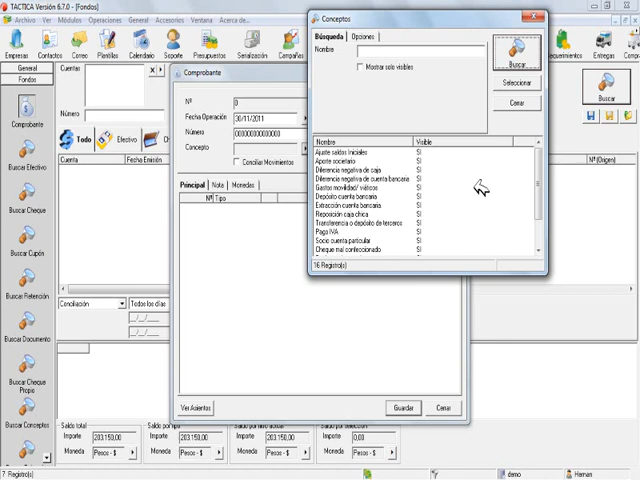 TACTICA Versión 6.7.0 - [Fondos]
Archivo Ver Módulos Operaciones General Accesorios Ventana Acerca de...
Empresas Contactos Correo Plantillas Calendario Soporte Presupuestos Serialización Campañas
equerimientos Entregas
General
Fondos
Comprobante
Buscar Efectivo
Buscar Cheque
Buscar Cupón
Buscar Retención
Buscar Documento
Buscar Cheque Propio
Buscar Conceptos
Cuentas
Número
Todo Efectivo
Cuenta Fecha Emisión
Nº (Origen)
Buscar
Conciliación Todos los días
Comprobante
Nº 0
Fecha Operación 30/11/2011
Número 000000000000
Concepto
Conciliar Movimientos
Principal Nota Monedas
Nº Tipo
Ver Asientos Guardar Cerrar
Conceptos
Búsqueda Opciones
Nombre
Mostrar solo visibles
Buscar
Seleccionar
Cerrar
Nombre Visible
Ajuste saldos Iniciales SI
Aporte societario SI
Diferencia negativa de caja SI
Diferencia negativa de cuenta bancaria SI
Gastos movilidad/ viáticos SI
Depósito cuenta bancaria SI
Extracción cuenta bancaria SI
Reposición caja chica SI
Transferencia o depósito de terceros SI
Pago IVA SI
Socio cuenta particular SI
Cheque mal confeccionado SI
16 Registro(s)
Saldo total
Importe 203.150,00
Moneda Pesos - $
Importe 203.150,00
Moneda Pesos - $
Importe 203.150,00
Moneda Pesos - $
Importe 0,00
Moneda Pesos - $
7 Registro(s) demo Hernan